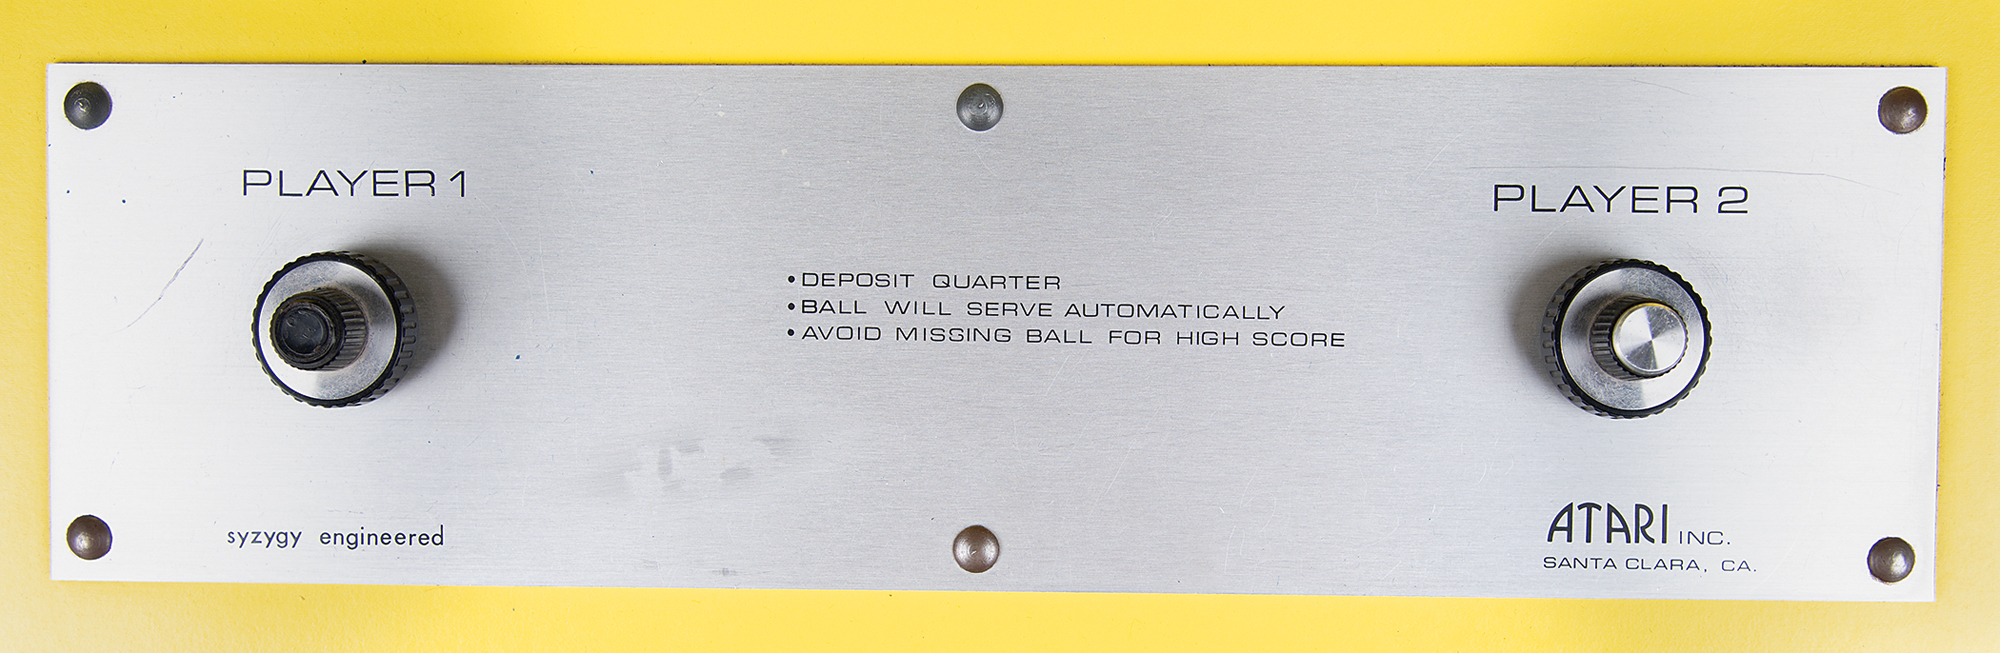 PLAYER 1
PLAYER 2
•DEPOSIT QUARTER
•BALL WILL SERVE AUTOMATICALLY
•AVOID MISSING BALL FOR HIGH SCORE
syzygy engineered
ATARI INC.
SANTA CLARA, CA.